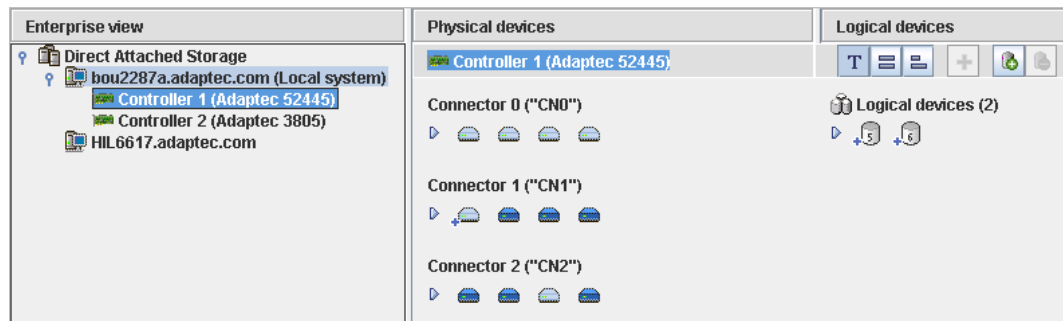 Enterprise view
Direct Attached Storage
bou2287a.adaptec.com (Local system)
Controller 1 (Adaptec 52445)
Controller 2 (Adaptec 3805)
HIL6617.adaptec.com
Physical devices
Controller 1 (Adaptec 52445)
Connector 0 ("CN0")
Connector 1 ("CN1")
Connector 2 ("CN2")
Logical devices
T
Logical devices (2)
5 6